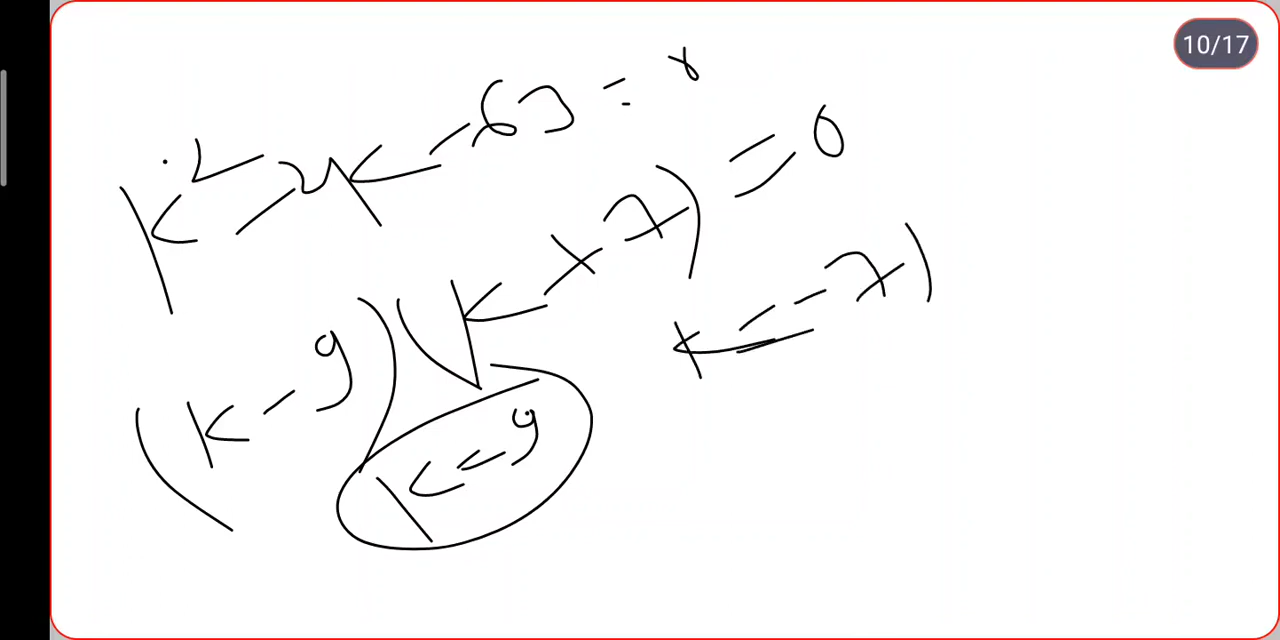 10/17
k² - 2k - 63 = 0
(k - 9)(k + 7) = 0
k = 9
k = -7)